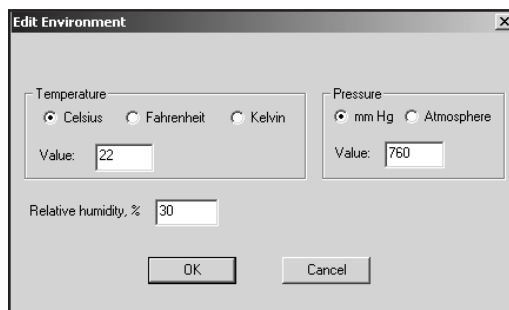 Edit Environment
Temperature
Celsius Fahrenheit Kelvin
Value: 22
Pressure
mm Hg Atmosphere
Value: 760
Relative humidity, % 30
OK Cancel